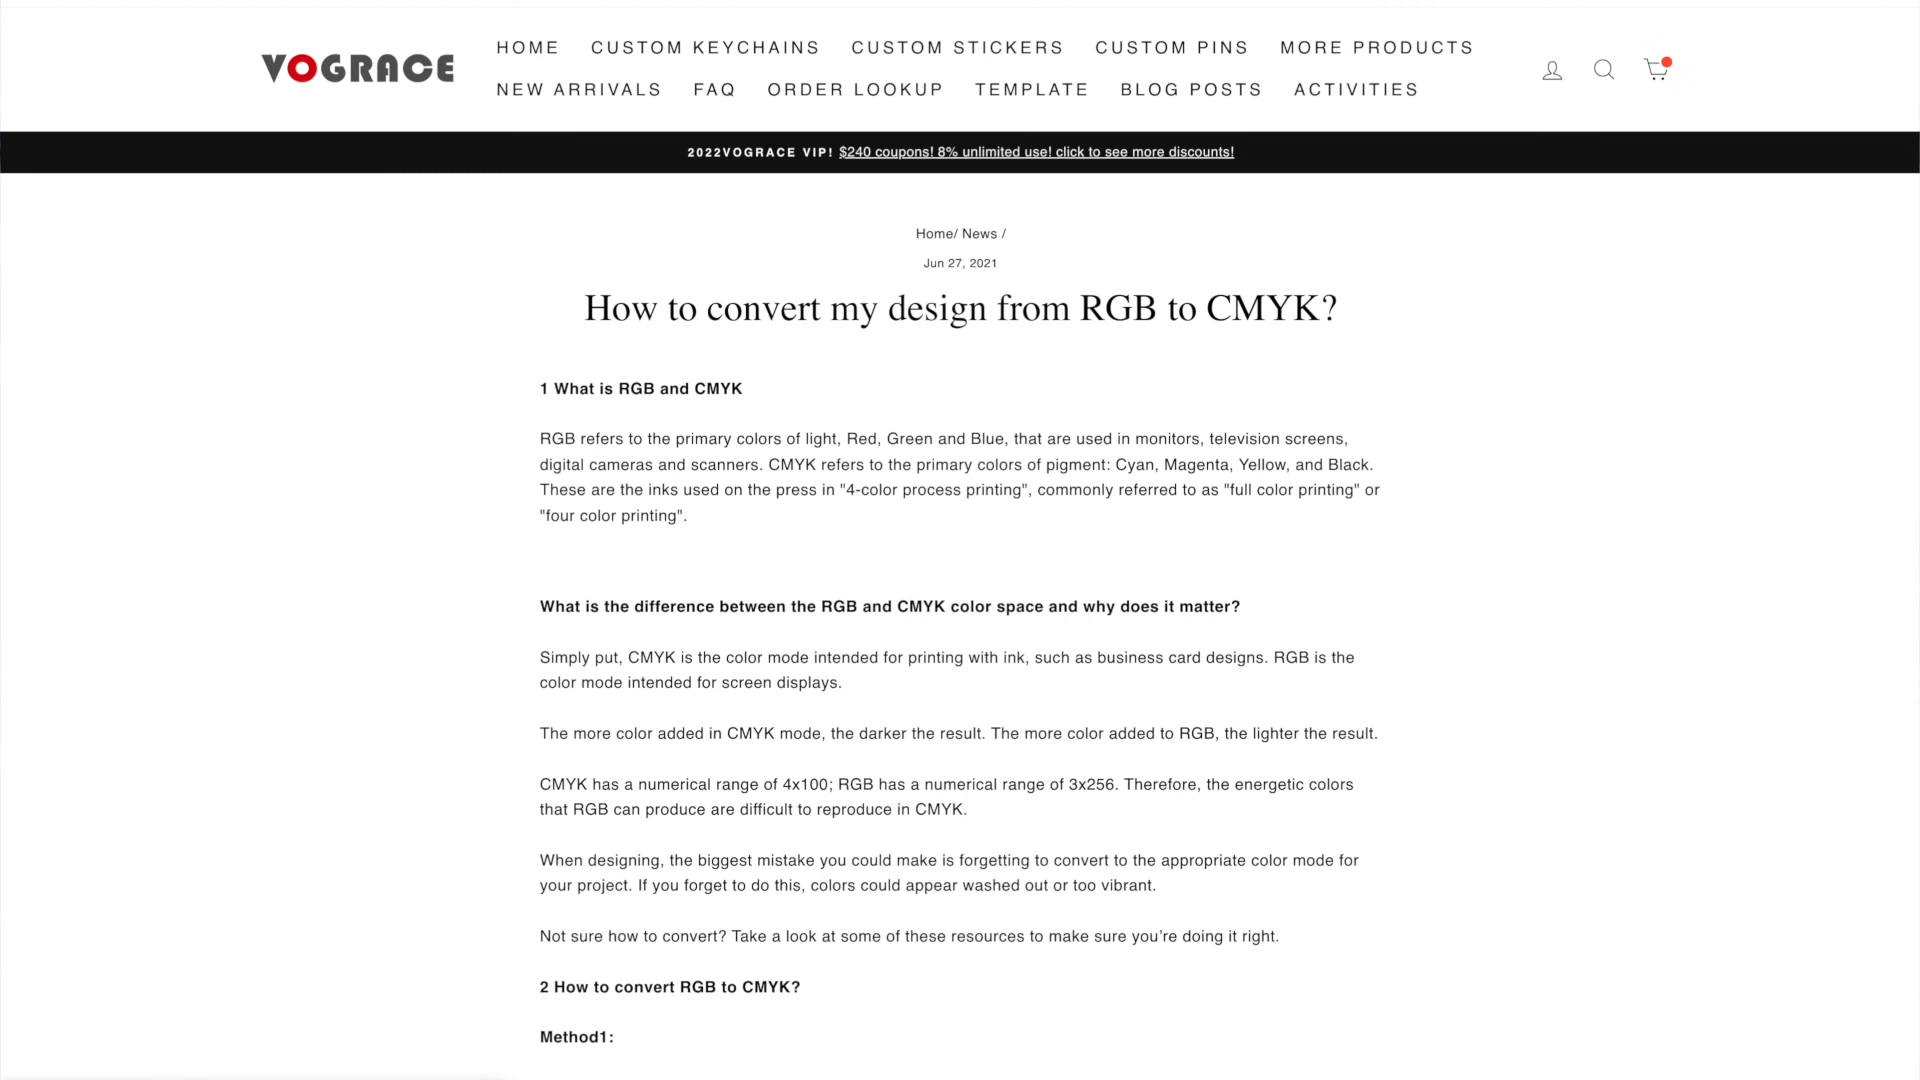 VOGRACE
HOME CUSTOM KEYCHAINS CUSTOM STICKERS CUSTOM PINS MORE PRODUCTS
NEW ARRIVALS FAQ ORDER LOOKUP TEMPLATE BLOG POSTS ACTIVITIES
2022VOGRACE VIP! $240 coupons! 8% unlimited use! click to see more discounts!
Home/ News /
Jun 27, 2021
How to convert my design from RGB to CMYK?
1 What is RGB and CMYK
RGB refers to the primary colors of light, Red, Green and Blue, that are used in monitors, television screens,
digital cameras and scanners. CMYK refers to the primary colors of pigment: Cyan, Magenta, Yellow, and Black.
These are the inks used on the press in "4-color process printing", commonly referred to as "full color printing" or
"four color printing".
What is the difference between the RGB and CMYK color space and why does it matter?
Simply put, CMYK is the color mode intended for printing with ink, such as business card designs. RGB is the
color mode intended for screen displays.
The more color added in CMYK mode, the darker the result. The more color added to RGB, the lighter the result.
CMYK has a numerical range of 4x100; RGB has a numerical range of 3x256. Therefore, the energetic colors
that RGB can produce are difficult to reproduce in CMYK.
When designing, the biggest mistake you could make is forgetting to convert to the appropriate color mode for
your project. If you forget to do this, colors could appear washed out or too vibrant.
Not sure how to convert? Take a look at some of these resources to make sure you’re doing it right.
2 How to convert RGB to CMYK?
Method1: